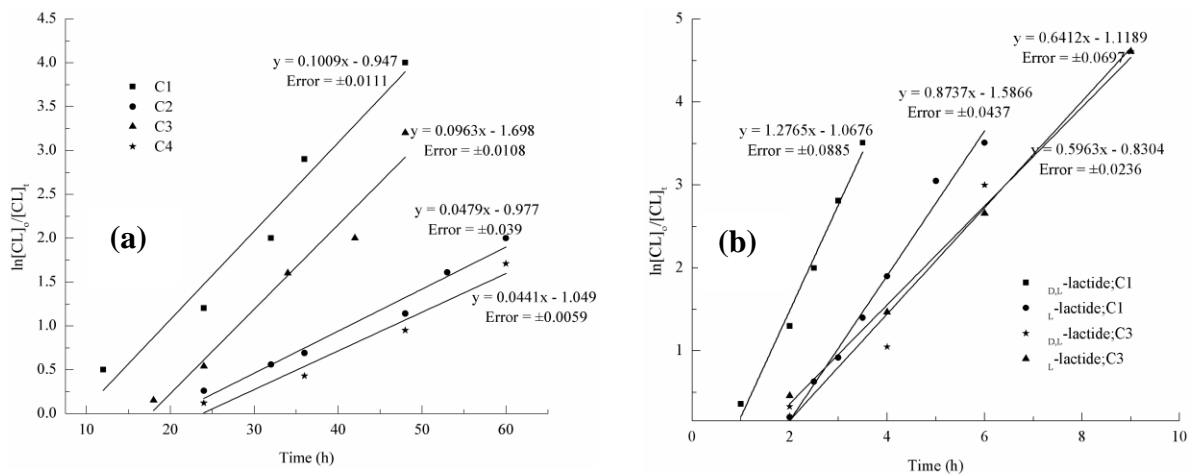 4.5
4.0
3.5
3.0
2.5
2.0
1.5
1.0
0.5
0.0
ln[CL]o/[CL]t
C1
C2
C3
C4
(a)
y = 0.1009x - 0.947
Error = ±0.0111
y = 0.0963x - 1.698
Error = ±0.0108
y = 0.0479x - 0.977
Error = ±0.039
y = 0.0441x - 1.049
Error = ±0.0059
10 20 30 40 50 60
Time (h)
5
4
3
2
1
ln[CL]o/[CL]t
(b)
y = 0.6412x - 1.1189
Error = ±0.0697
y = 0.8737x - 1.5866
Error = ±0.0437
y = 1.2765x - 1.0676
Error = ±0.0885
y = 0.5963x - 0.8304
Error = ±0.0236
D,L-lactide;C1
L-lactide;C1
D,L-lactide;C3
L-lactide;C3
0 2 4 6 8 10
Time (h)